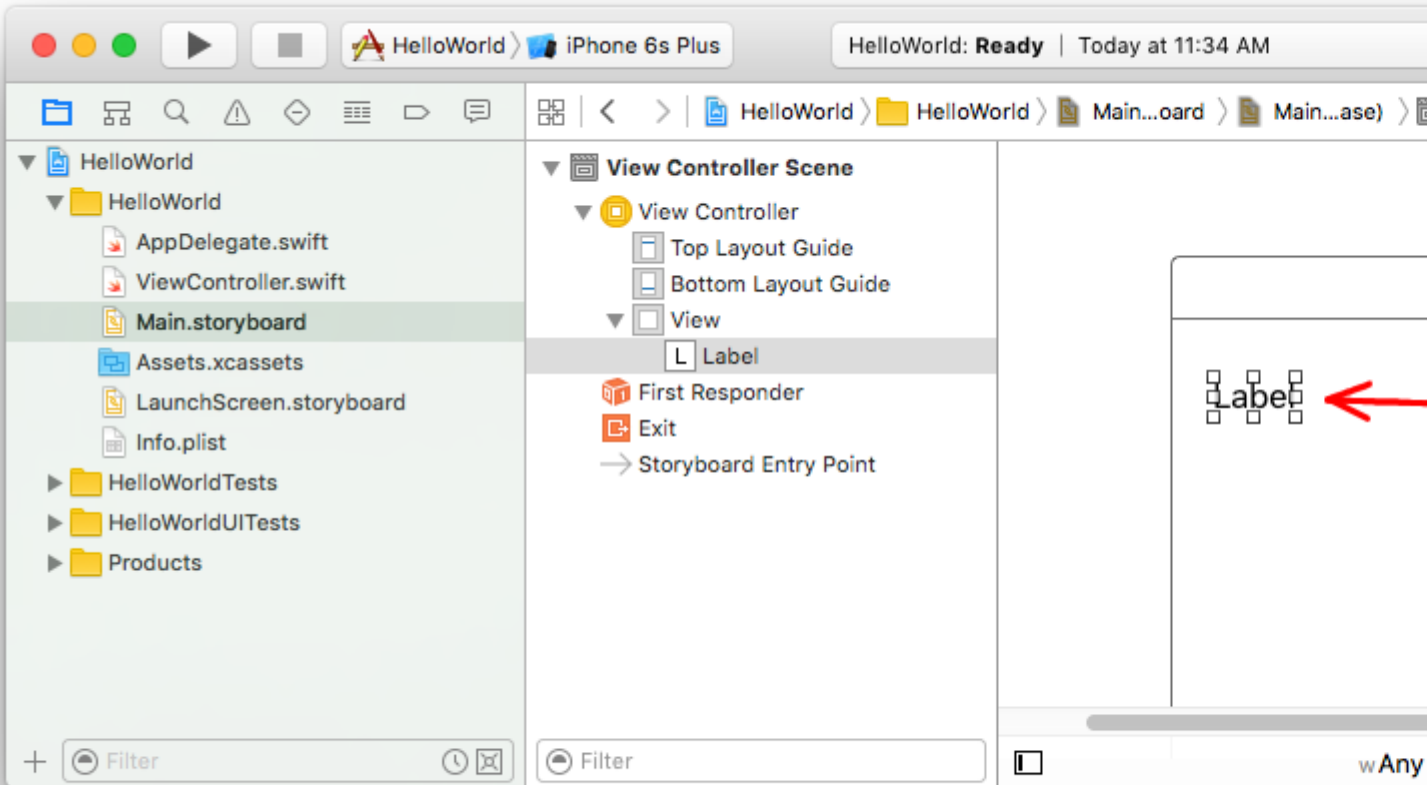 HelloWorld iPhone 6s Plus HelloWorld: Ready | Today at 11:34 AM
HelloWorld HelloWorld Main...oard Main...ase)
HelloWorld
HelloWorld
AppDelegate.swift
ViewController.swift
Main.storyboard
Assets.xcassets
LaunchScreen.storyboard
Info.plist
HelloWorldTests
HelloWorldUITests
Products
Filter
View Controller Scene
View Controller
Top Layout Guide
Bottom Layout Guide
View
L Label
First Responder
Exit
Storyboard Entry Point
Filter
Label
wAny